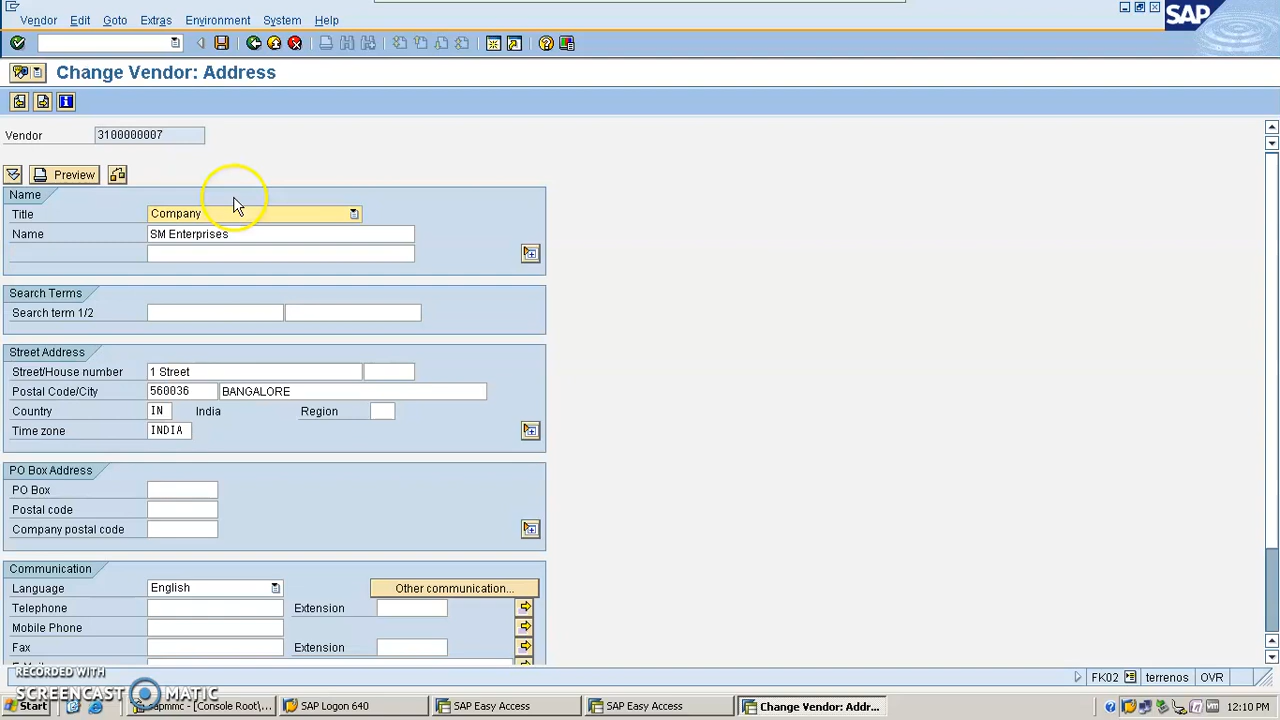 Vendor Edit Goto Extras Environment System Help
SAP
Change Vendor: Address
Vendor 3100000007
Preview
Name
Title Company
Name SM Enterprises
Search Terms
Search term 1/2
Street Address
Street/House number 1 Street
Postal Code/City 560036 BANGALORE
Country IN India Region
Time zone INDIA
PO Box Address
PO Box
Postal code
Company postal code
Communication
Language English Other communication...
Telephone Extension
Mobile Phone
Fax Extension
RECORDED WITH
SCREENCAST MATIC
FK02 terrenos OVR
Start - [Console Root\... SAP Logon 640 SAP Easy Access SAP Easy Access Change Vendor: Addr... 12:10 PM